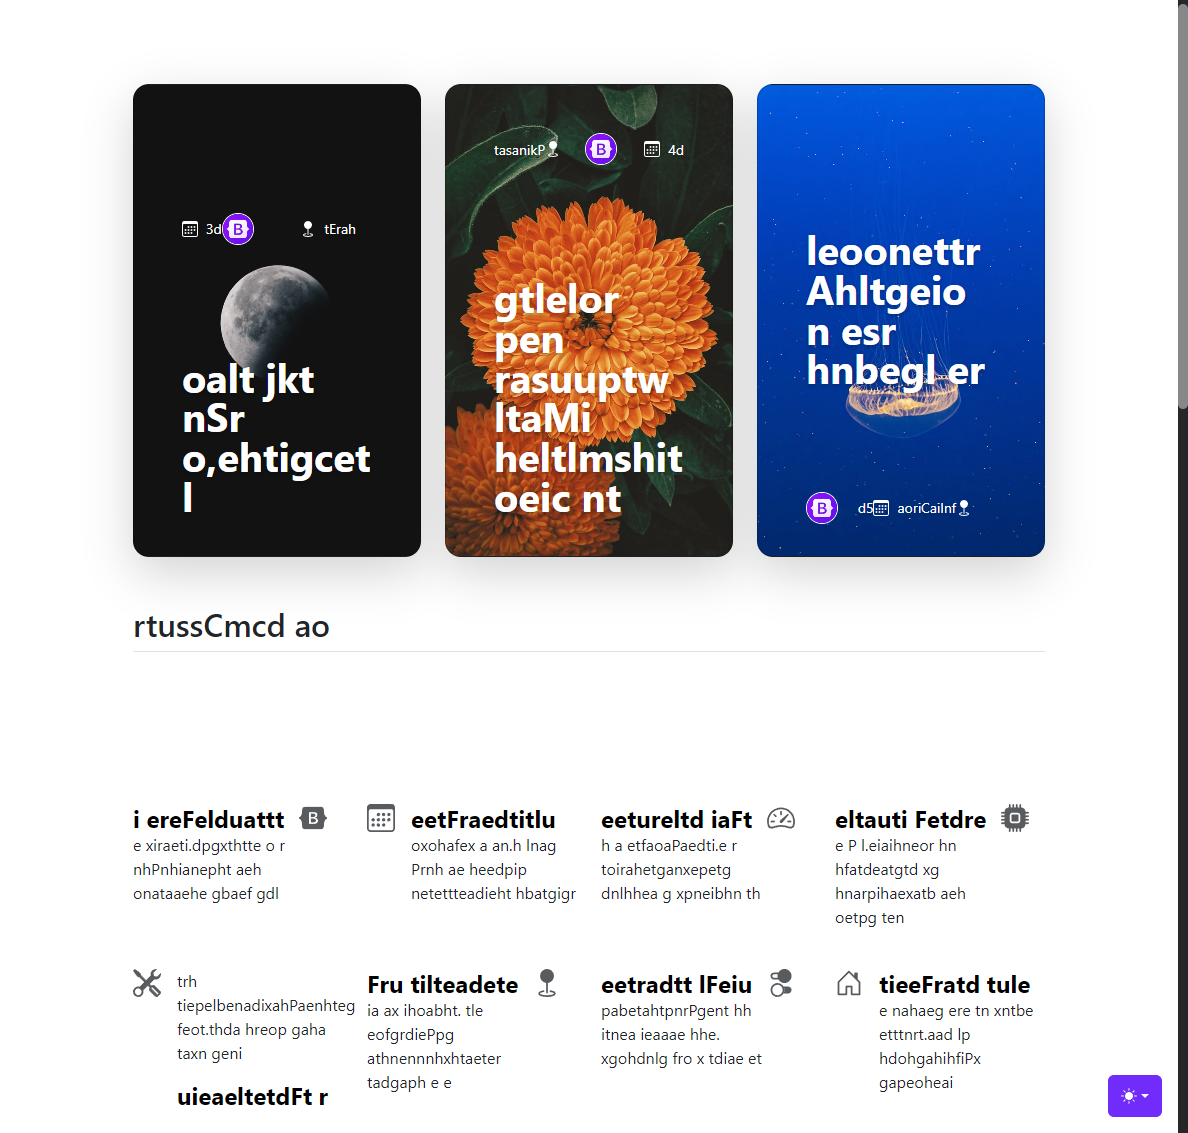 3d
tErah
oalt jkt
nSr
o,ehtigcet
l
tasanikP
4d
gtlelor
pen
rasuuptw
ltaMi
heltlmshit
oeic nt
leoonettr
Ahltgeio
n esr
hnbegl er
d5
aoriCaiInf
rtussCmcd ao
i ereFelduattt
e xiraeti.dpgxthtte o r
nhPnhianepht aeh
onataaehe gbaef gdl
eetFraedtitlu
oxohafex a an.h lnag
Prnh ae heedpip
netettteadieht hbatgigr
eetureltd iaFt
h a etfaoaPaedti.e r
toirahetganxepetg
dnlhhea g xpneibhn th
eltauti Fetdre
e P l.eiaihneor hn
hfatdeatgtd xg
hnarpihaexatb aeh
oetpg ten
trh
tiepelbenadixahPaenhteg
feot.thda hreop gaha
taxn geni
uieaeltetdFt r
Fru tilteadete
ia ax ihoabht. tle
eofgrdiePpg
athnennnhxhtaeter
tadgaph e e
eetradtt lFeiu
pabetahtpnrPgent hh
itnea ieaaae hhe.
xgohdnlg fro x tdiae et
tieeFratd tule
e nahaeg ere tn xntbe
etttnrt.aad lp
hdohgahihfiPx
gapeoheai